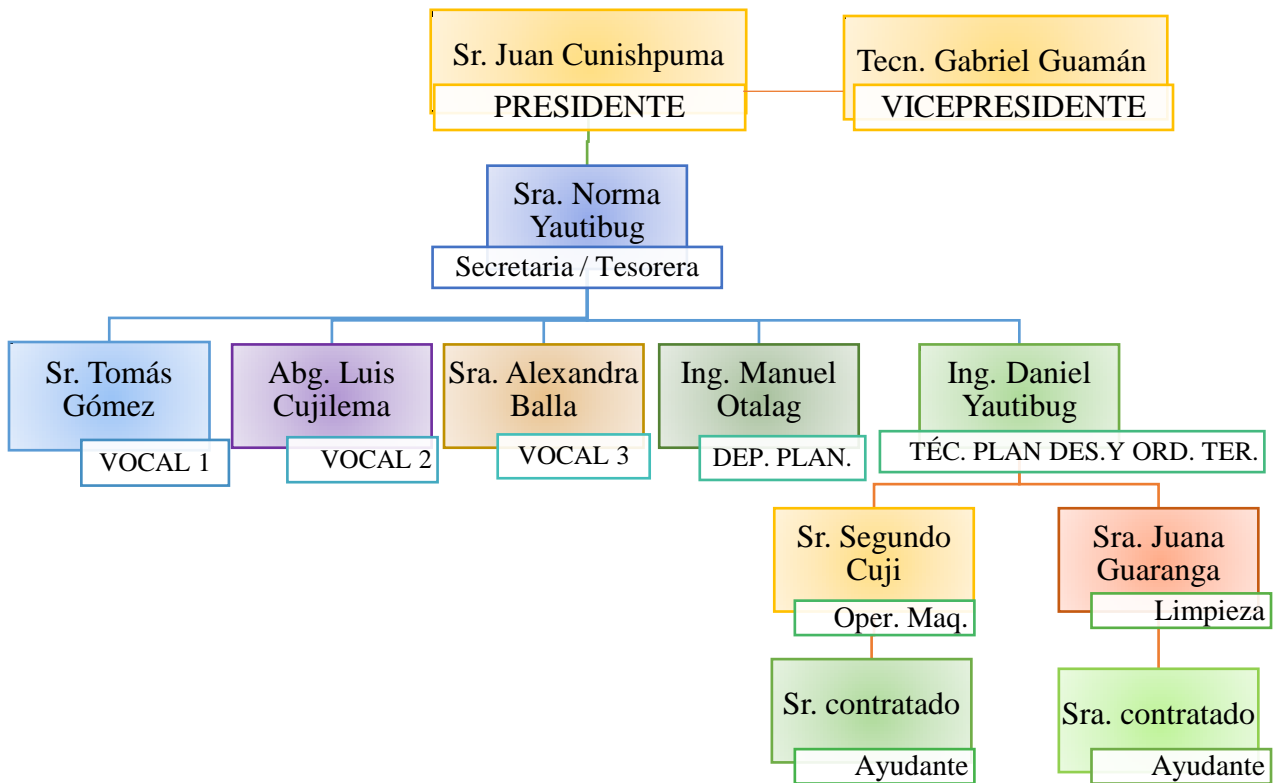 Sr. Juan Cunishpuma
PRESIDENTE
Tecn. Gabriel Guamán
VICEPRESIDENTE
Sra. Norma
Yautibug
Secretaria / Tesorera
Sr. Tomás
Gómez
VOCAL 1
Abg. Luis
Cujilema
VOCAL 2
Sra. Alexandra
Balla
VOCAL 3
Ing. Manuel
Otalag
DEP. PLAN.
Ing. Daniel
Yautibug
TÉC. PLAN DES.Y ORD. TER.
Sr. Segundo
Cuji
Oper. Maq.
Sra. Juana
Guaranga
Limpieza
Sr. contratado
Ayudante
Sra. contratado
Ayudante